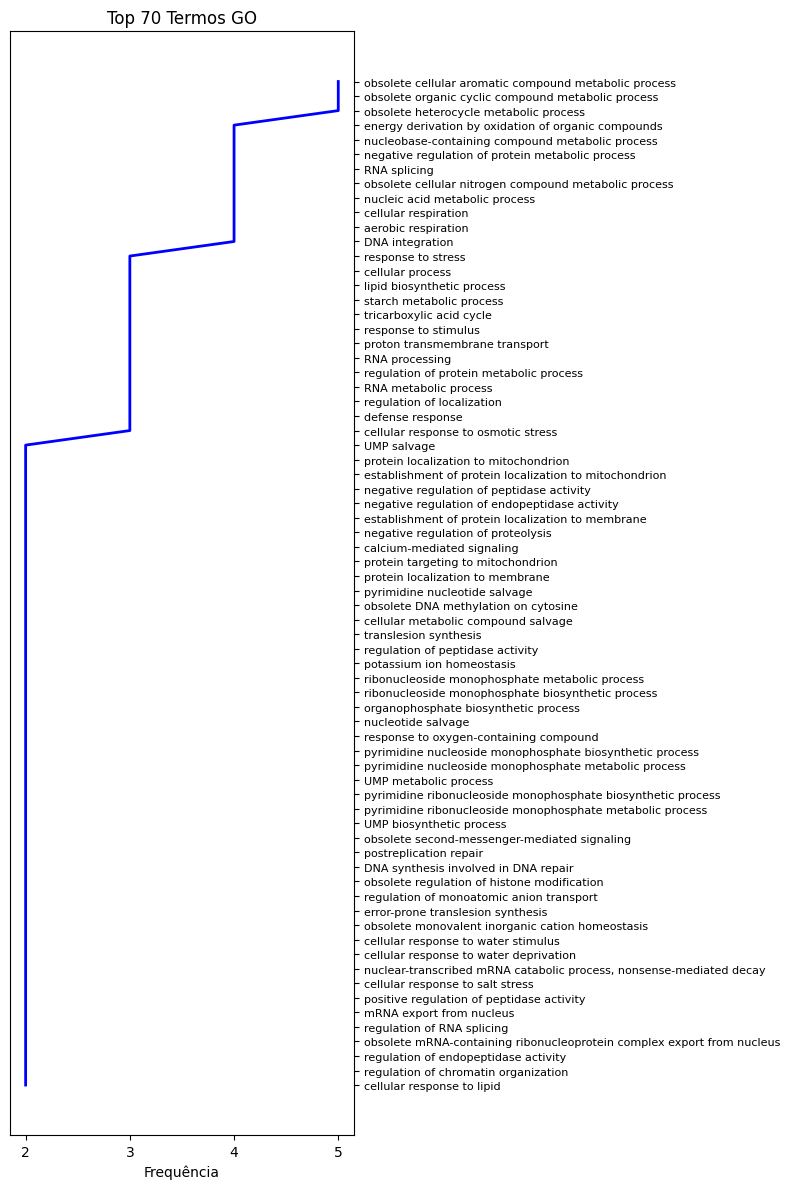 Top 70 Termos GO
obsolete cellular aromatic compound metabolic process
obsolete organic cyclic compound metabolic process
obsolete heterocycle metabolic process
energy derivation by oxidation of organic compounds
nucleobase-containing compound metabolic process
negative regulation of protein metabolic process
RNA splicing
obsolete cellular nitrogen compound metabolic process
nucleic acid metabolic process
cellular respiration
aerobic respiration
DNA integration
response to stress
cellular process
lipid biosynthetic process
starch metabolic process
tricarboxylic acid cycle
response to stimulus
proton transmembrane transport
RNA processing
regulation of protein metabolic process
RNA metabolic process
regulation of localization
defense response
cellular response to osmotic stress
UMP salvage
protein localization to mitochondrion
establishment of protein localization to mitochondrion
negative regulation of peptidase activity
negative regulation of endopeptidase activity
establishment of protein localization to membrane
negative regulation of proteolysis
calcium-mediated signaling
protein targeting to mitochondrion
protein localization to membrane
pyrimidine nucleotide salvage
obsolete DNA methylation on cytosine
cellular metabolic compound salvage
translesion synthesis
regulation of peptidase activity
potassium ion homeostasis
ribonucleoside monophosphate metabolic process
ribonucleoside monophosphate biosynthetic process
organophosphate biosynthetic process
nucleotide salvage
response to oxygen-containing compound
pyrimidine nucleoside monophosphate biosynthetic process
pyrimidine nucleoside monophosphate metabolic process
UMP metabolic process
pyrimidine ribonucleoside monophosphate biosynthetic process
pyrimidine ribonucleoside monophosphate metabolic process
UMP biosynthetic process
obsolete second-messenger-mediated signaling
postreplication repair
DNA synthesis involved in DNA repair
obsolete regulation of histone modification
regulation of monoatomic anion transport
error-prone translesion synthesis
obsolete monovalent inorganic cation homeostasis
cellular response to water stimulus
cellular response to water deprivation
nuclear-transcribed mRNA catabolic process, nonsense-mediated decay
cellular response to salt stress
positive regulation of peptidase activity
mRNA export from nucleus
regulation of RNA splicing
obsolete mRNA-containing ribonucleoprotein complex export from nucleus
regulation of endopeptidase activity
regulation of chromatin organization
cellular response to lipid
2 3 4 5
Frequência